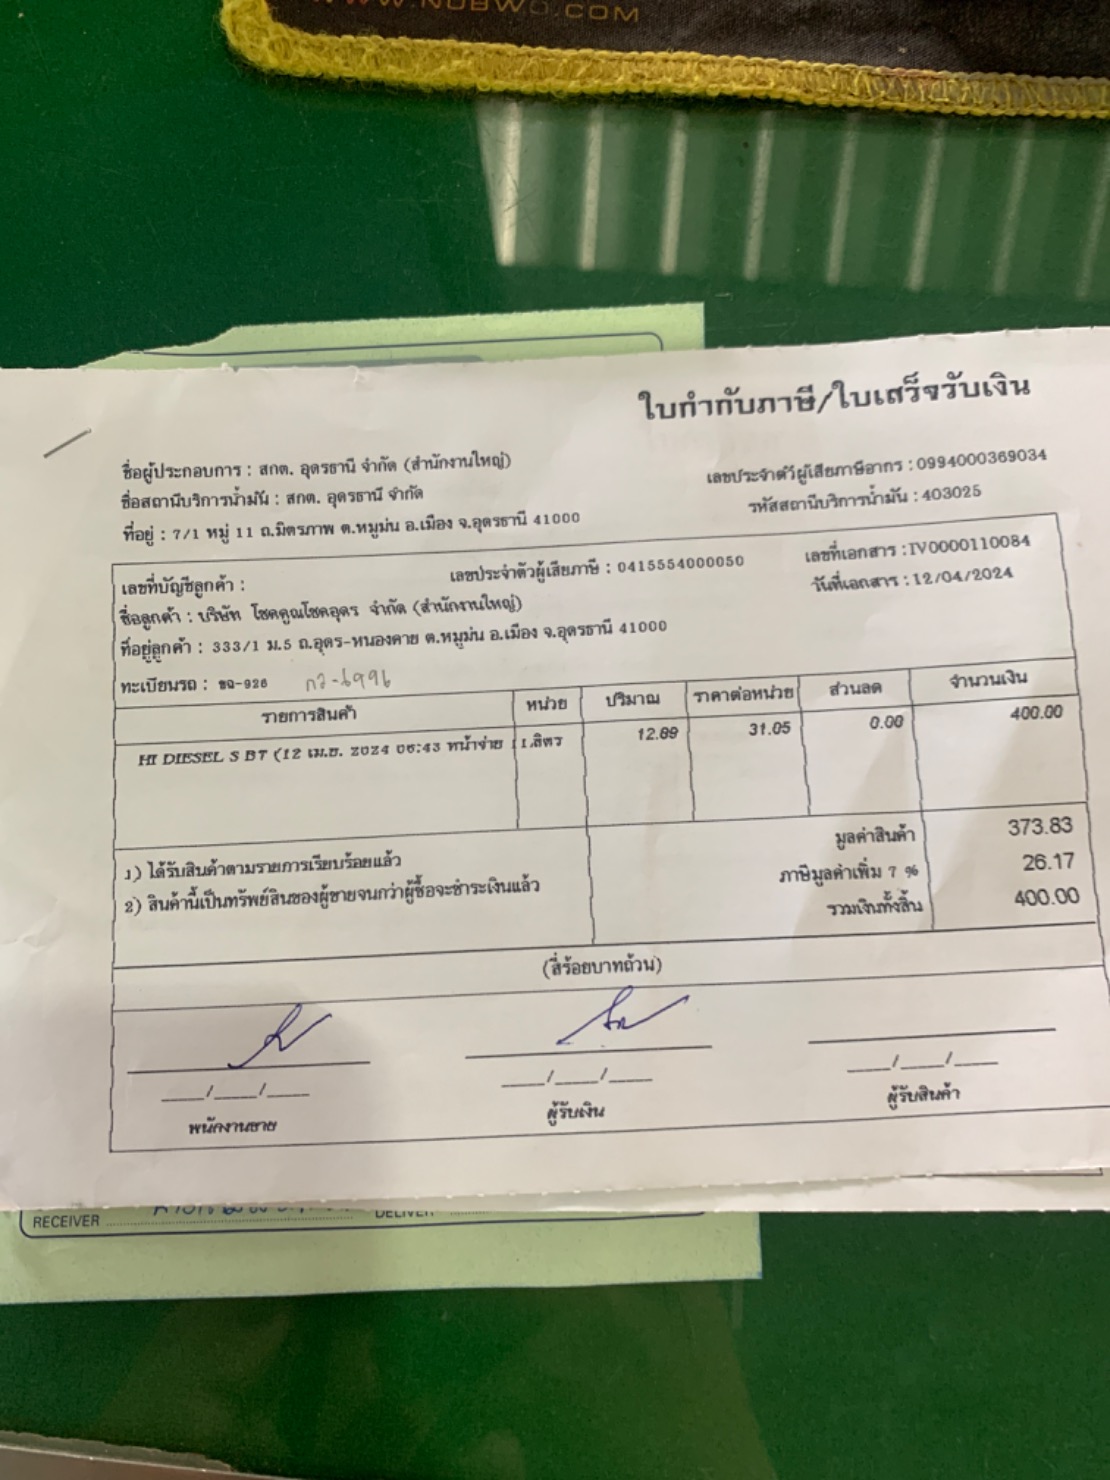 WWW.NOBWO.COM
ใบกำกับภาษี/ใบเสร็จรับเงิน
ชื่อผู้ประกอบการ : สกต. อุดรธานี จำกัด (สำนักงานใหญ่)
เลขประจำตัวผู้เสียภาษีอากร : 0994000369034
ชื่อสถานีบริการน้ำมัน : สกต. อุดรธานี จำกัด
รหัสสถานีบริการน้ำมัน : 403025
ที่อยู่ : 7/1 หมู่ 11 ถ.มิตรภาพ ต.หมูม่น อ.เมือง จ.อุดรธานี 41000
เลขที่บัญชีลูกค้า : เลขประจำตัวผู้เสียภาษี : 0415554000050 เลขที่เอกสาร : IV0000110084
ชื่อลูกค้า : บริษัท โชคคูณโชคอุดร จำกัด (สำนักงานใหญ่) วันที่เอกสาร : 12/04/2024
ที่อยู่ลูกค้า : 333/1 ม.5 ถ.อุดร-หนองคาย ต.หมูม่น อ.เมือง จ.อุดรธานี 41000
ทะเบียนรถ : ขฉ-926
รายการสินค้า หน่วย ปริมาณ ราคาต่อหน่วย ส่วนลด จำนวนเงิน
HI DIESEL S B7 (12 เม.ย. 2024 06:43 หน้าจ่าย ลิตร 12.89 31.05 0.00 400.00
1) ได้รับสินค้าตามรายการเรียบร้อยแล้ว
2) สินค้านี้เป็นทรัพย์สินของผู้ขายจนกว่าผู้ซื้อจะชำระเงินแล้ว
มูลค่าสินค้า 373.83
ภาษีมูลค่าเพิ่ม 7 % 26.17
รวมเงินทั้งสิ้น 400.00
(สี่ร้อยบาทถ้วน)
___/___/___ ___/___/___ ___/___/___
พนักงานขาย ผู้รับเงิน ผู้รับสินค้า
RECEIVER DELIVER